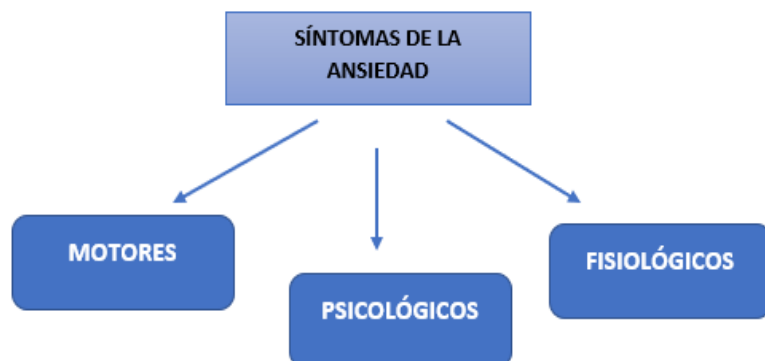 SÍNTOMAS DE LA
ANSIEDAD
MOTORES
PSICOLÓGICOS
FISIOLÓGICOS